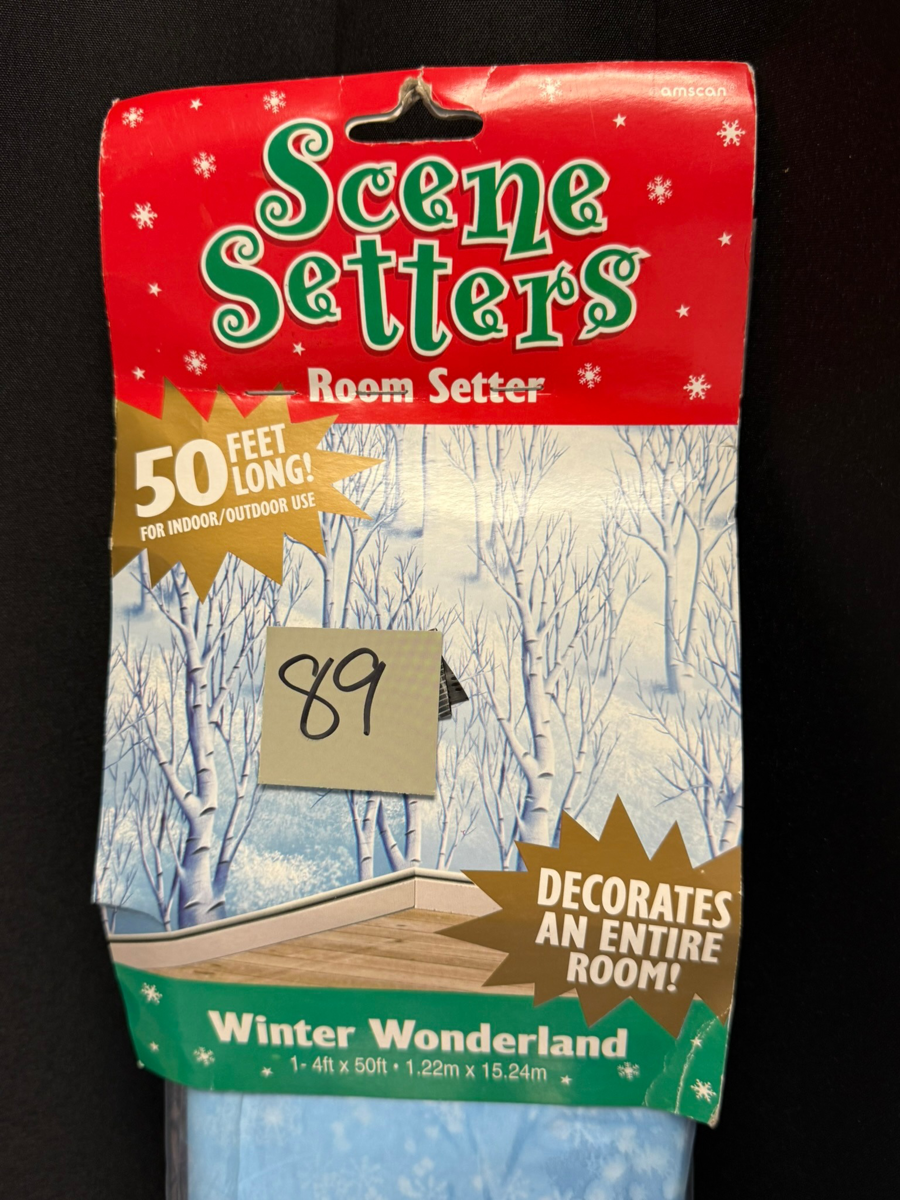 amscan
Scene
Setters
Room Setter
50 FEET
LONG!
FOR INDOOR/OUTDOOR USE
89
DECORATES
AN ENTIRE
ROOM!
Winter Wonderland
1- 4ft x 50ft • 1.22m x 15.24m